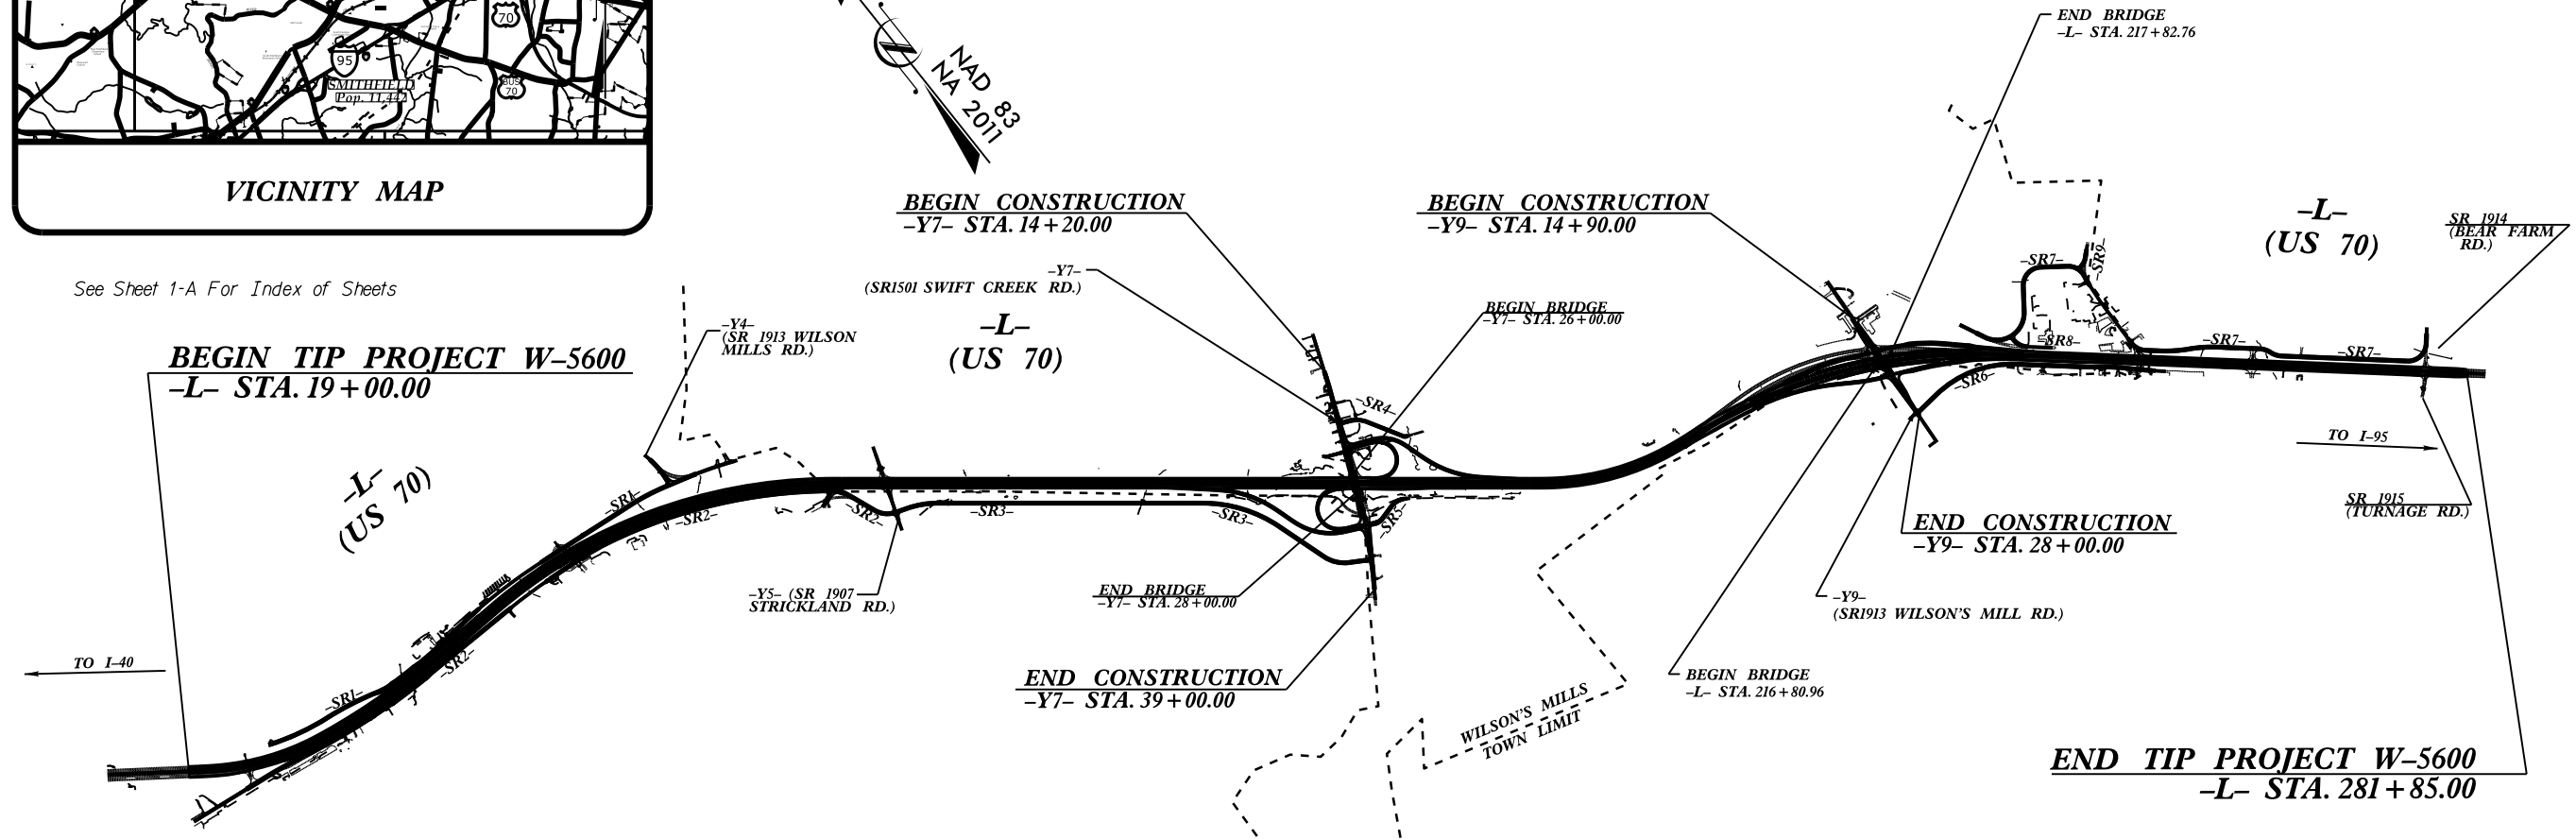 70
95
SMITHFIELD
Pop. 11,442
BUS
70
VICINITY MAP
See Sheet 1-A For Index of Sheets
NAD 83
NA 2011
END BRIDGE
–L– STA. 217+82.76
BEGIN CONSTRUCTION
–Y7– STA. 14+20.00
BEGIN CONSTRUCTION
–Y9– STA. 14+90.00
–L–
(US 70)
SR 1914
(BEAR FARM
RD.)
–Y7–
(SR1501 SWIFT CREEK RD.)
BEGIN BRIDGE
–Y7– STA. 26+00.00
–Y4–
(SR 1913 WILSON
MILLS RD.)
–L–
(US 70)
BEGIN TIP PROJECT W–5600
–L– STA. 19+00.00
–L–
(US 70)
–SR7–
–SR9–
–SR8–
–SR7–
–SR7–
–SR6–
–SR4–
–SR1–
–SR2–
–SR2–
–SR3–
–SR3–
–SR5–
–SR2–
–SR1–
TO I–95
SR 1915
(TURNAGE RD.)
END CONSTRUCTION
–Y9– STA. 28+00.00
–Y9–
(SR1913 WILSON'S MILL RD.)
–Y5– (SR 1907
STRICKLAND RD.)
END BRIDGE
–Y7– STA. 28+00.00
TO I–40
END CONSTRUCTION
–Y7– STA. 39+00.00
BEGIN BRIDGE
–L– STA. 216+80.96
WILSON'S MILLS
TOWN LIMIT
END TIP PROJECT W–5600
–L– STA. 281+85.00